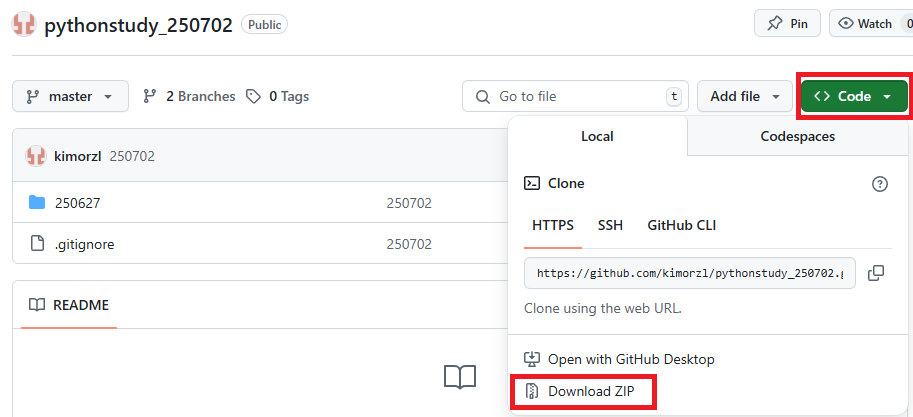 pythonstudy_250702 Public Pin Watch 0
master 2 Branches 0 Tags Go to file t Add file Code
Local Codespaces
kimorzl 250702
Clone
250627 250702
HTTPS SSH GitHub CLI
.gitignore 250702
https://github.com/kimorzl/pythonstudy_250702.g
README
Clone using the web URL.
Open with GitHub Desktop
Download ZIP